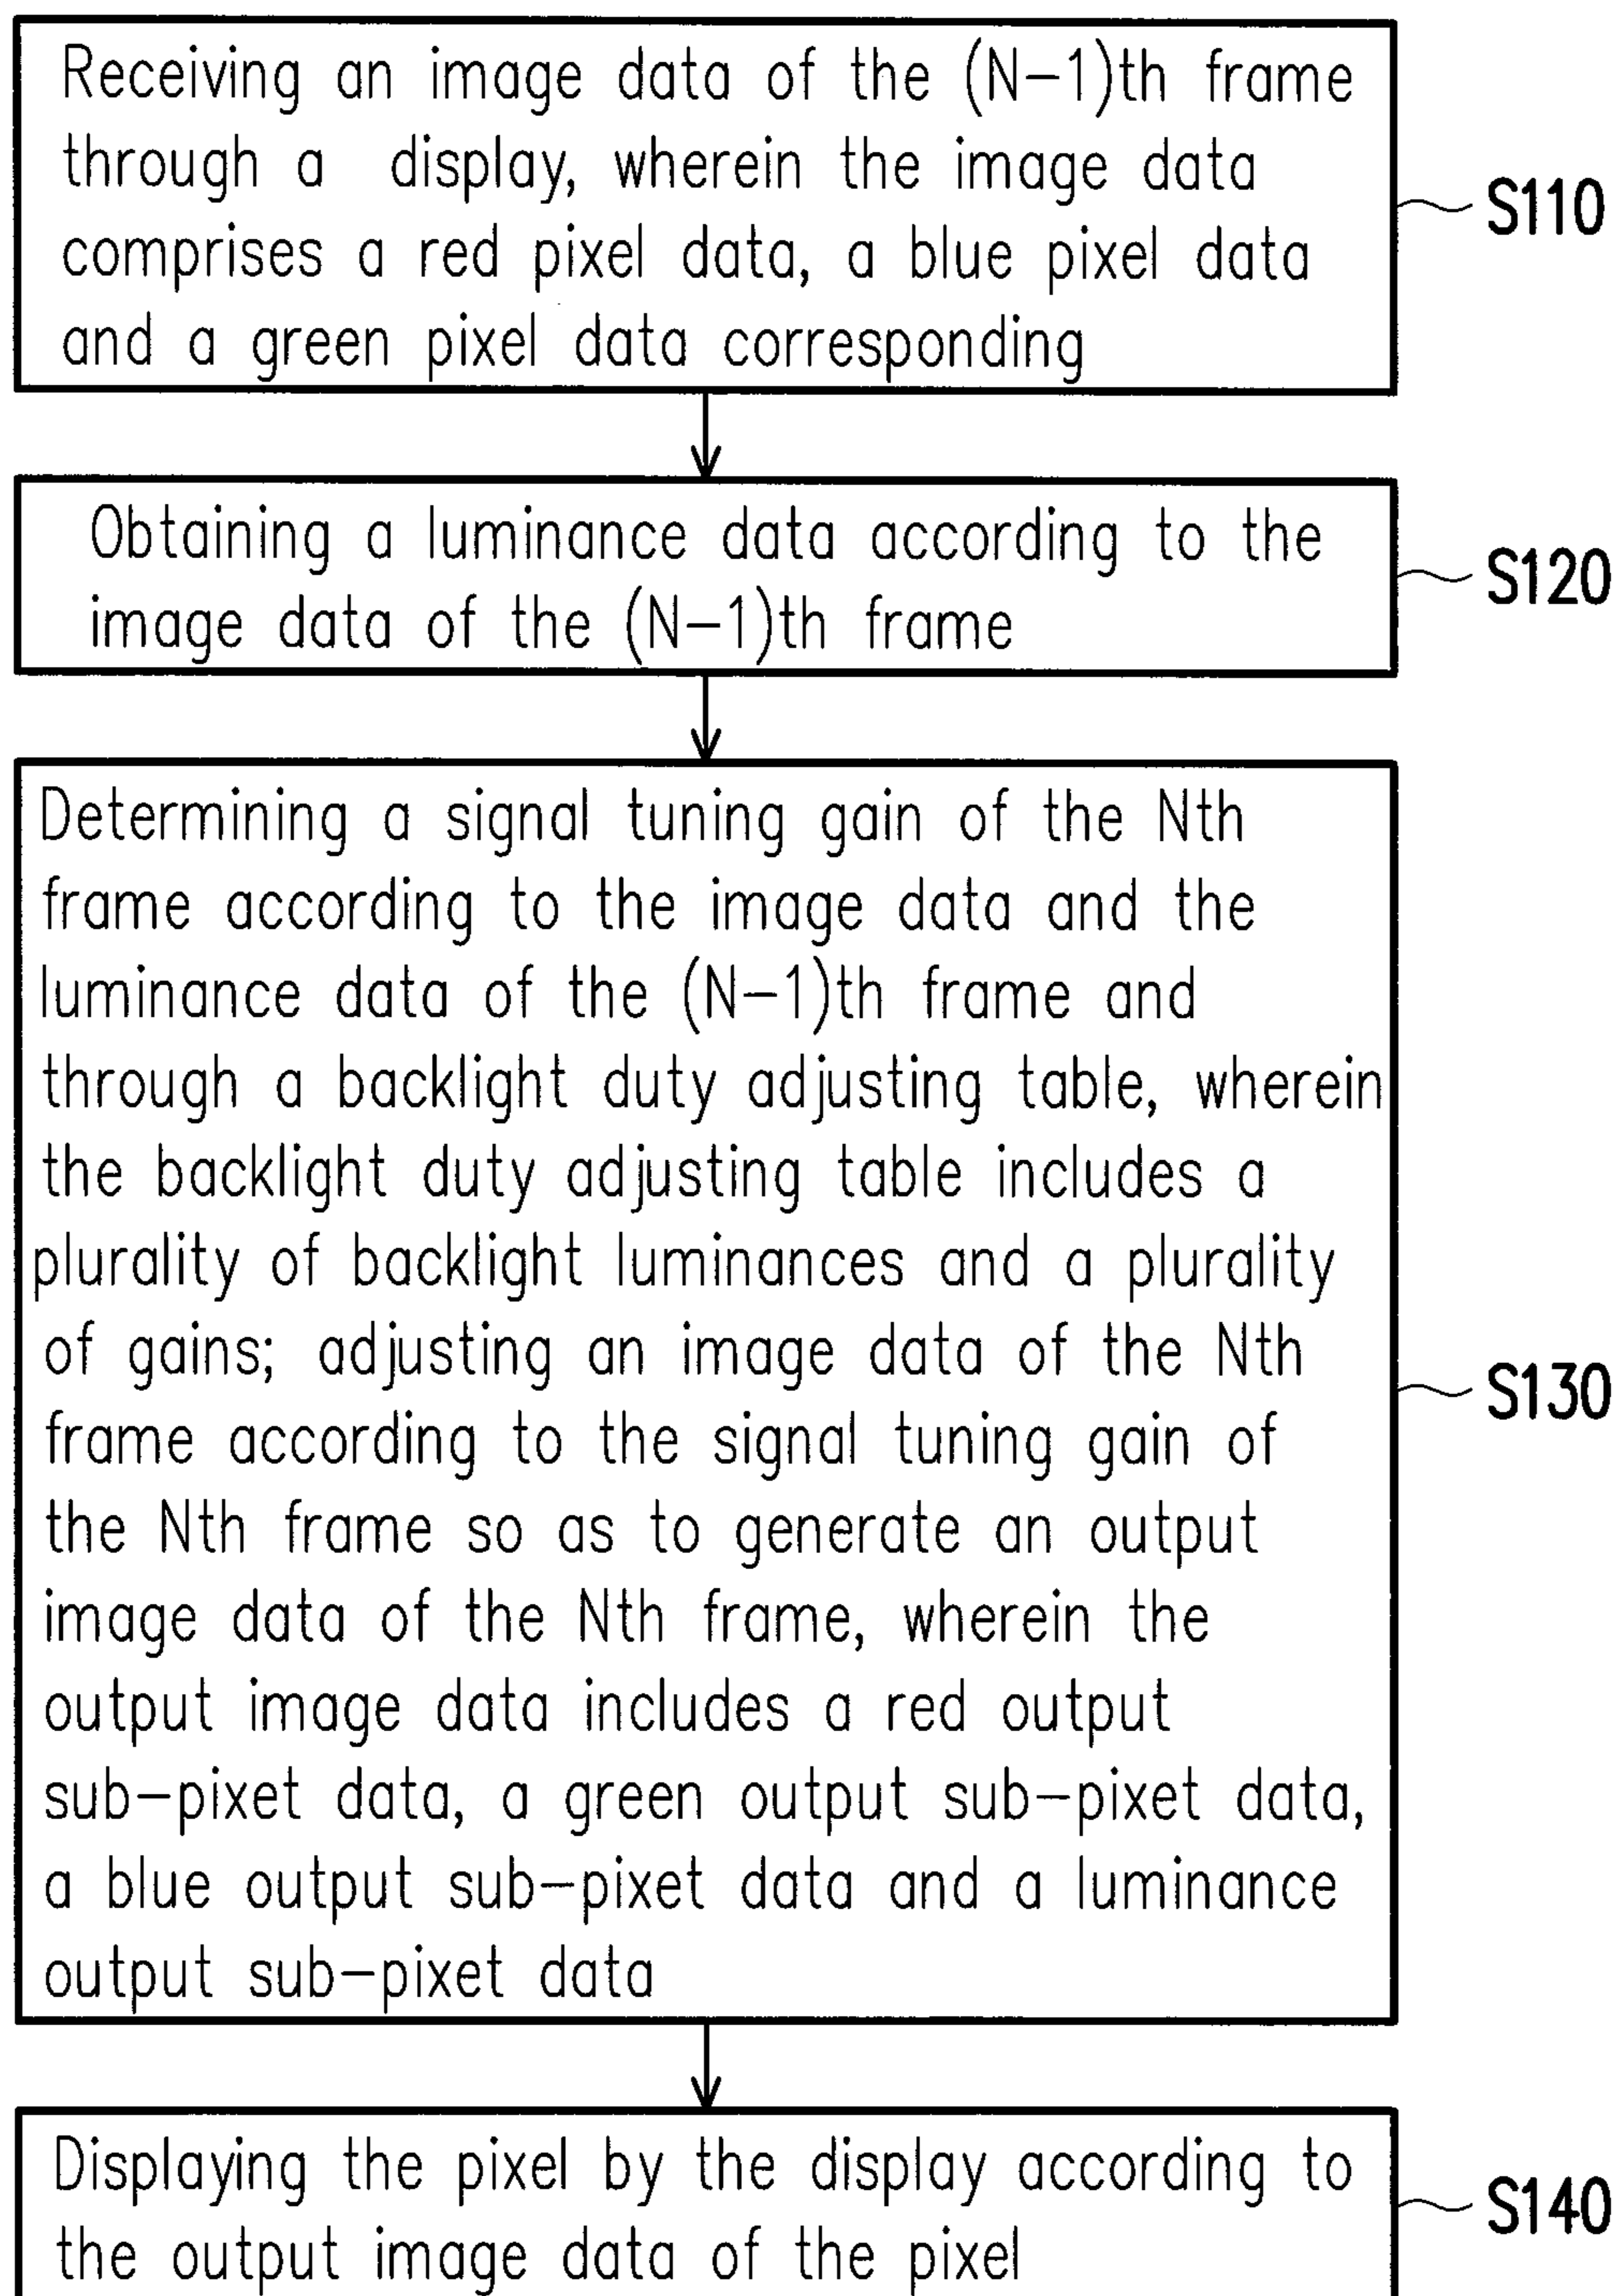 Receiving an image data of the (N-1)th frame
through a display, wherein the image data
comprises a red pixel data, a blue pixel data
and a green pixel data corresponding
S110
Obtaining a luminance data according to the
image data of the (N-1)th frame
S120
Determining a signal tuning gain of the Nth
frame according to the image data and the
luminance data of the (N-1)th frame and
through a backlight duty adjusting table, wherein
the backlight duty adjusting table includes a
plurality of backlight luminances and a plurality
of gains; adjusting an image data of the Nth
frame according to the signal tuning gain of
the Nth frame so as to generate an output
image data of the Nth frame, wherein the
output image data includes a red output
sub-pixet data, a green output sub-pixet data,
a blue output sub-pixet data and a luminance
output sub-pixet data
S130
Displaying the pixel by the display according to
the output image data of the pixel
S140